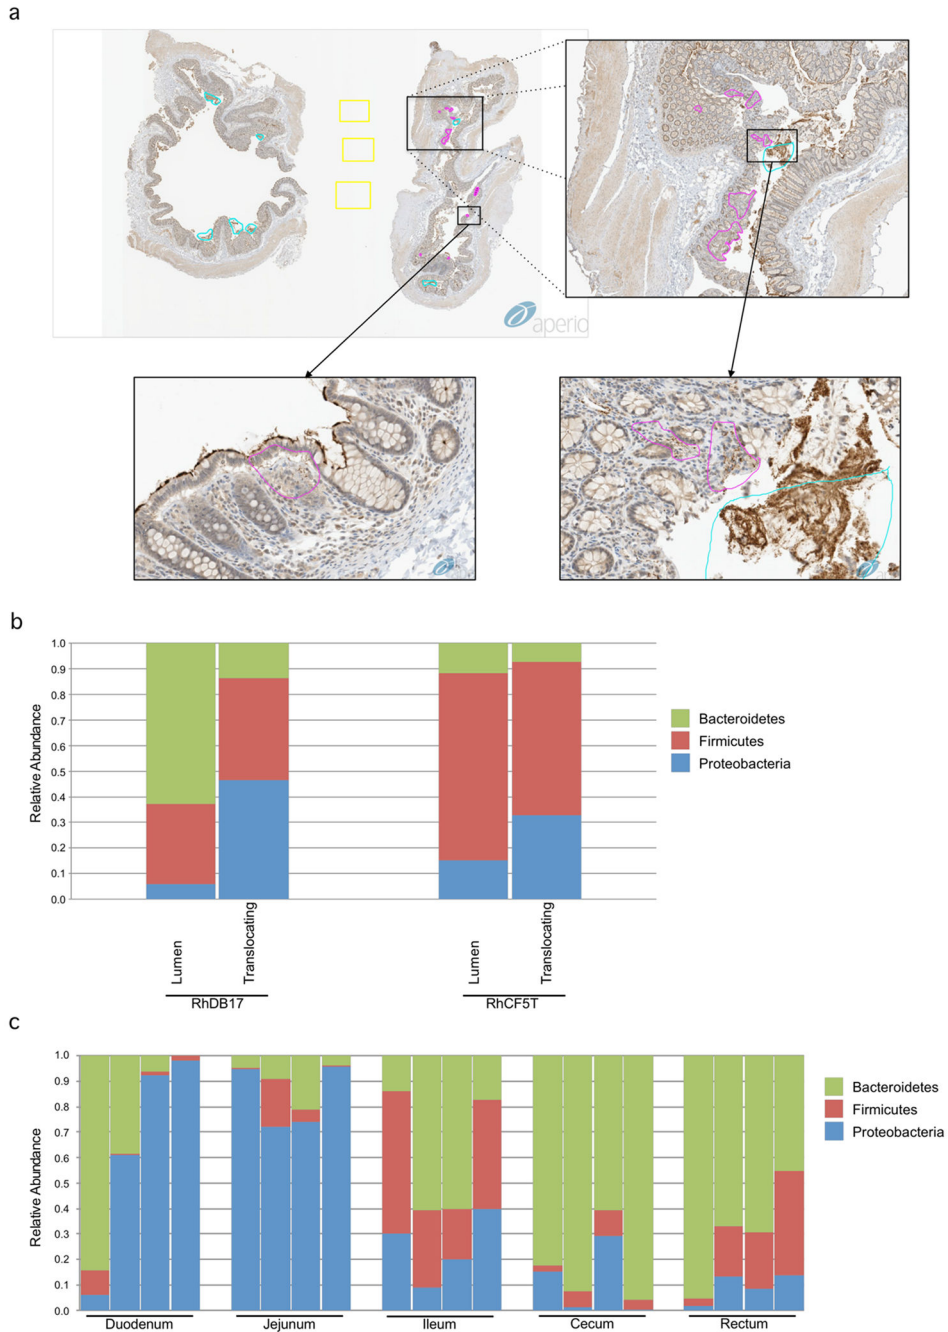 a
aperio
b
1.0
0.9
0.8
0.7
0.6
0.5
0.4
0.3
0.2
0.1
0.0
Relative Abundance
Bacteroidetes
Firmicutes
Proteobacteria
Lumen
Translocating
Lumen
Translocating
RhDB17
RhCF5T
c
1.0
0.9
0.8
0.7
0.6
0.5
0.4
0.3
0.2
0.1
0.0
Relative Abundance
Bacteroidetes
Firmicutes
Proteobacteria
Duodenum
Jejunum
Ileum
Cecum
Rectum